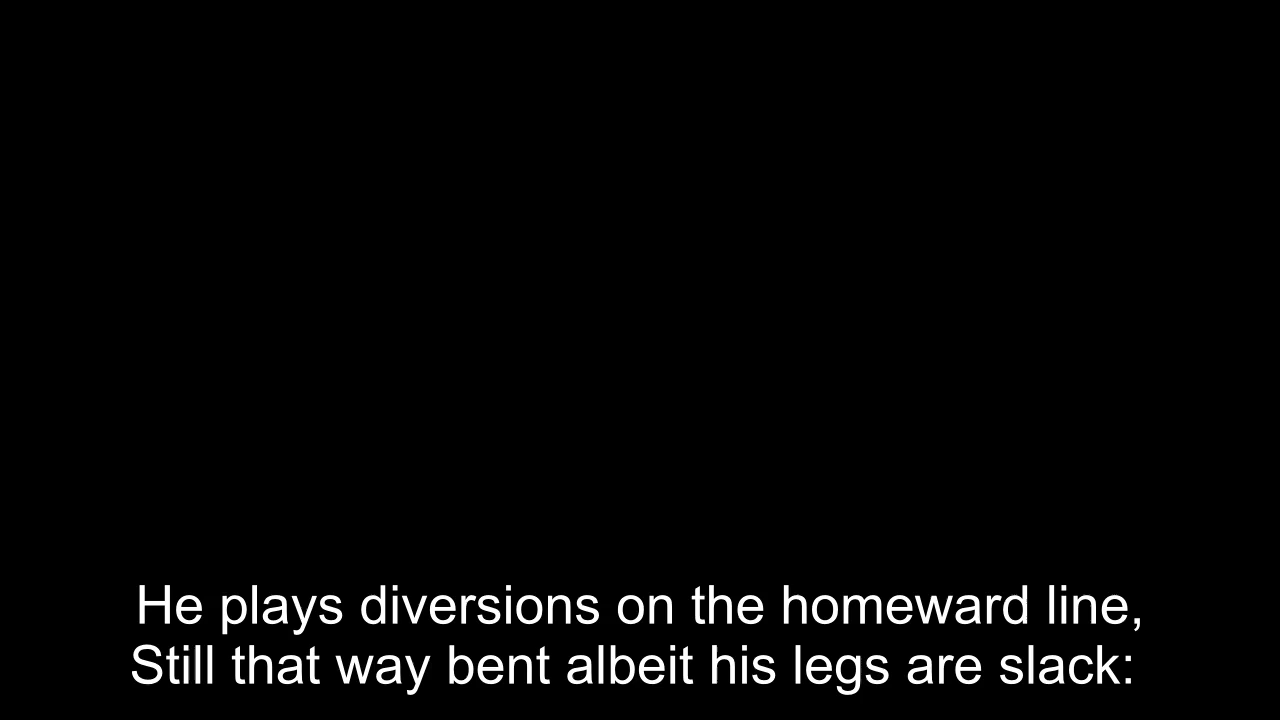 He plays diversions on the homeward line,
Still that way bent albeit his legs are slack: